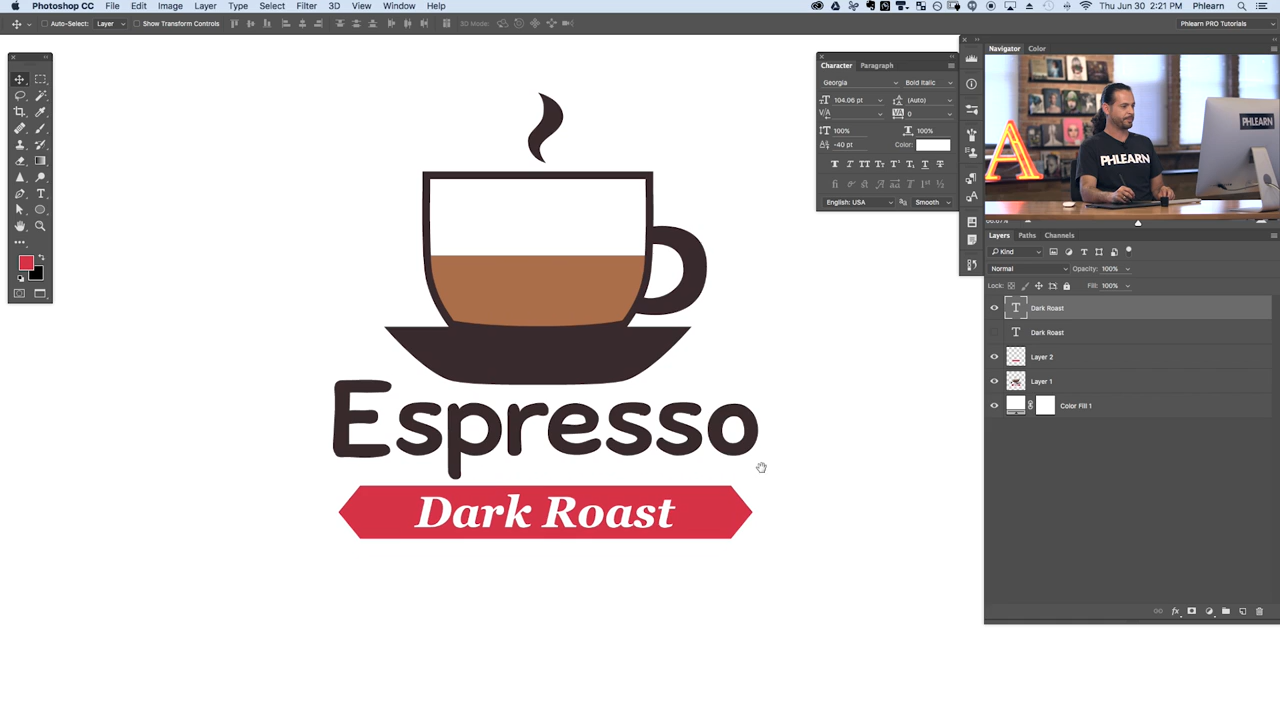 Photoshop CC File Edit Image Layer Type Select Filter 3D View Window Help Thu Jun 30 2:21 PM Phlearn
Auto-Select: Layer Show Transform Controls 3D Mode: Phlearn PRO Tutorials
Character Paragraph
Georgia Bold Italic
104.06 pt (Auto)
0
100% 100%
-40 pt Color:
English: USA Smooth
Navigator Color
PHLEARN
PHLEARN
A
Layers Paths Channels
Kind
Normal Opacity: 100%
Lock: Fill: 100%
Dark Roast
Dark Roast
Layer 2
Layer 1
Color Fill 1
Espresso
Dark Roast